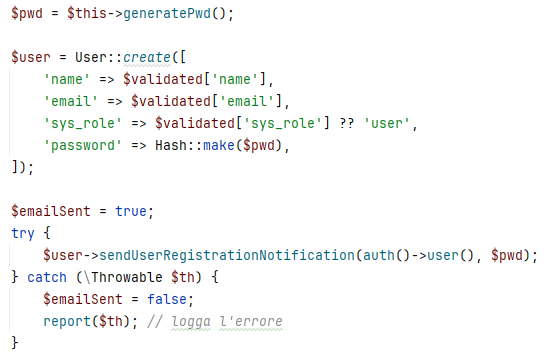 $pwd = $this->generatePwd();

$user = User::create([
    'name' => $validated['name'],
    'email' => $validated['email'],
    'sys_role' => $validated['sys_role'] ?? 'user',
    'password' => Hash::make($pwd),
]);

$emailSent = true;
try {
    $user->sendUserRegistrationNotification(auth()->user(), $pwd);
} catch (\Throwable $th) {
    $emailSent = false;
    report($th); // logga l'errore
}